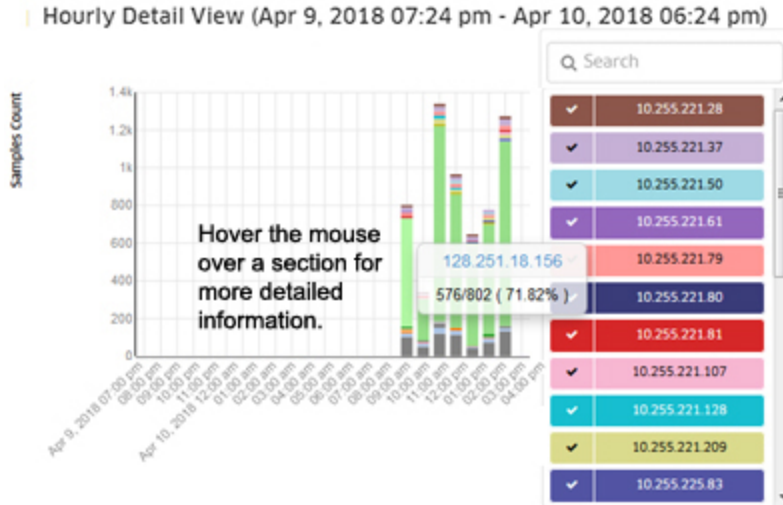 Hourly Detail View (Apr 9, 2018 07:24 pm - Apr 10, 2018 06:24 pm)
Search
Samples Count
1.4k
1.2k
1k
800
600
400
200
0
Hover the mouse
over a section for
more detailed
information.
128.251.18.156
576/802 ( 71.82% )
10.255.221.28
10.255.221.37
10.255.221.50
10.255.221.61
10.255.221.79
10.255.221.80
10.255.221.81
10.255.221.107
10.255.221.128
10.255.221.209
10.255.225.83
Apr 9, 2018 07:00 pm
08:00 pm
09:00 pm
10:00 pm
11:00 pm
Apr 10, 2018 12:00 am
01:00 am
02:00 am
03:00 am
04:00 am
05:00 am
06:00 am
07:00 am
08:00 am
09:00 am
10:00 am
11:00 am
12:00 pm
01:00 pm
02:00 pm
03:00 pm
04:00 pm